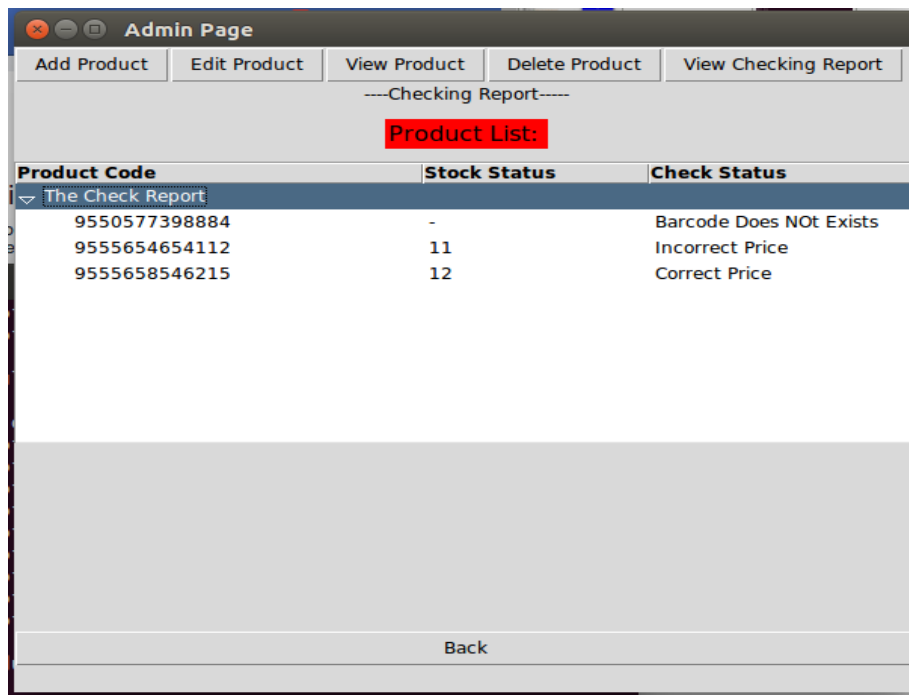 Admin Page
Add Product Edit Product View Product Delete Product View Checking Report
----Checking Report-----
Product List:
Product Code Stock Status Check Status
The Check Report
9550577398884 - Barcode Does NOt Exists
9555654654112 11 Incorrect Price
9555658546215 12 Correct Price
Back